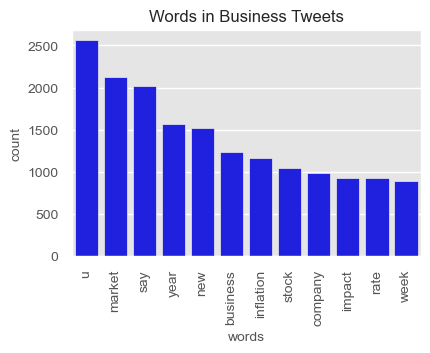 Words in Business Tweets
2500
2000
1500
1000
500
0
count
u
market
say
year
new
business
inflation
stock
company
impact
rate
week
words